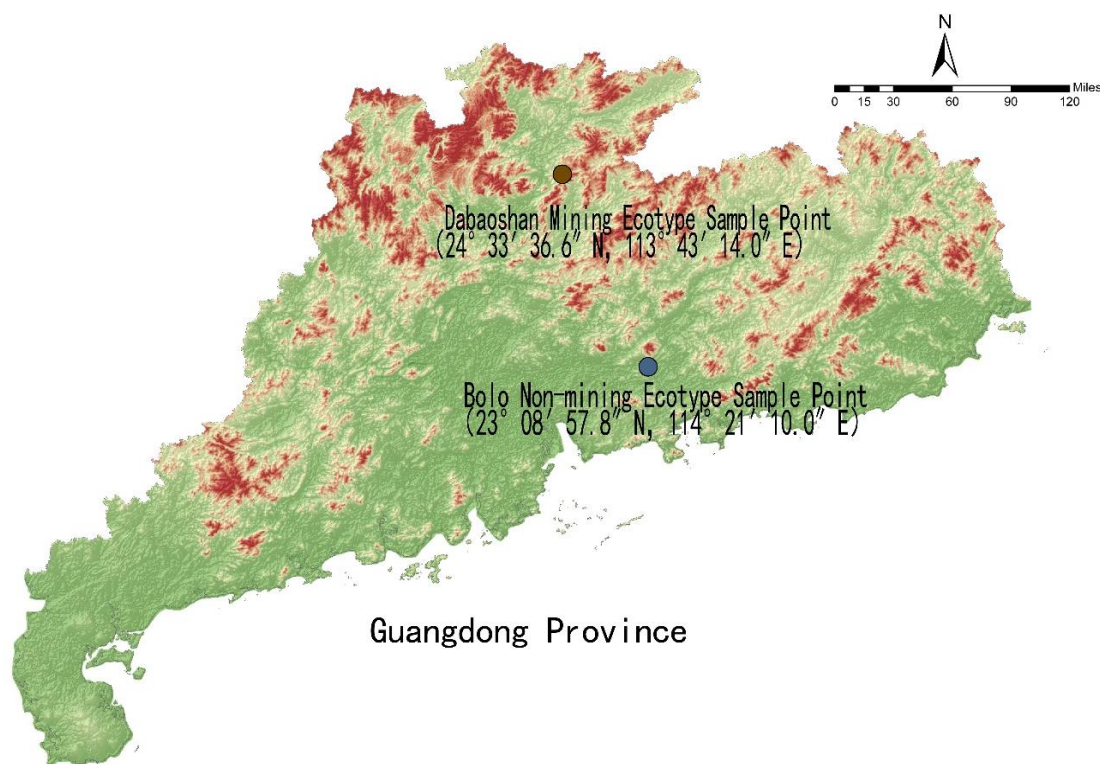 N
Miles
0 15 30 60 90 120
Dabaoshan Mining Ecotype Sample Point
(24° 33′ 36.6″ N, 113° 43′ 14.0″ E)
Bolo Non-mining Ecotype Sample Point
(23° 08′ 57.8″ N, 114° 21′ 10.0″ E)
Guangdong Province